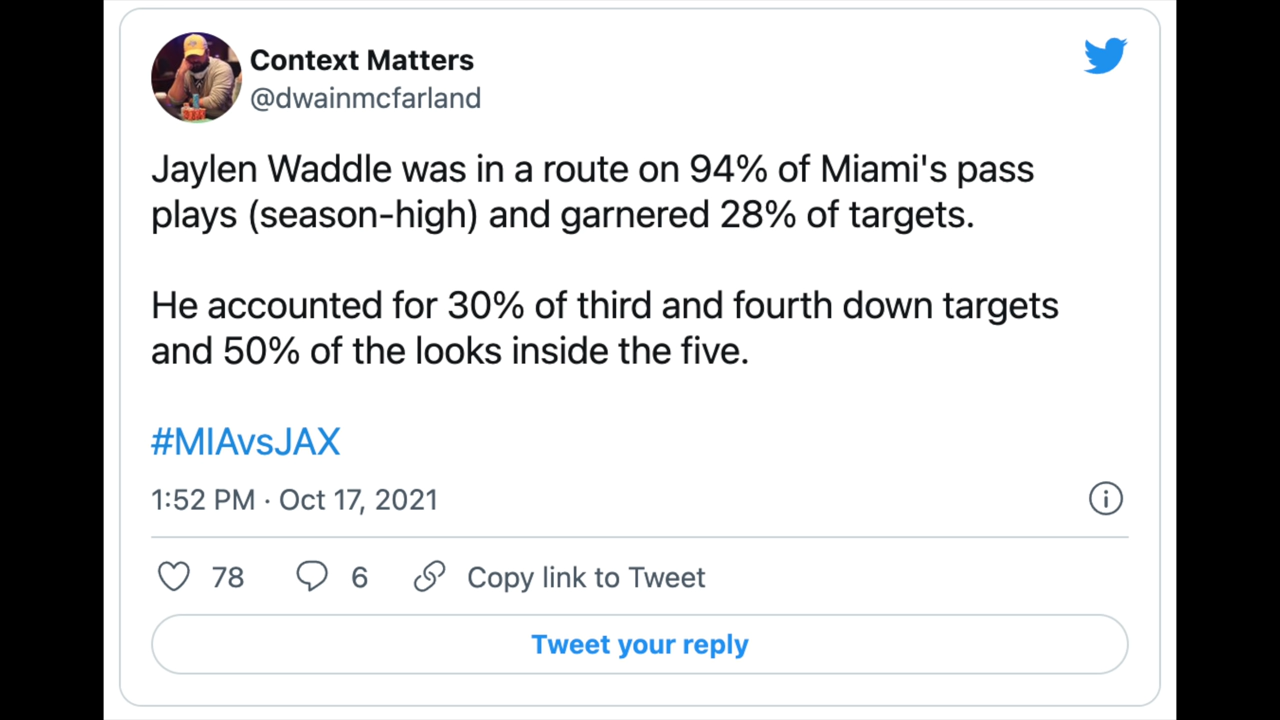 Context Matters
@dwainmcfarland
Jaylen Waddle was in a route on 94% of Miami's pass
plays (season-high) and garnered 28% of targets.
He accounted for 30% of third and fourth down targets
and 50% of the looks inside the five.
#MIAvsJAX
1:52 PM · Oct 17, 2021
78 6 Copy link to Tweet
Tweet your reply